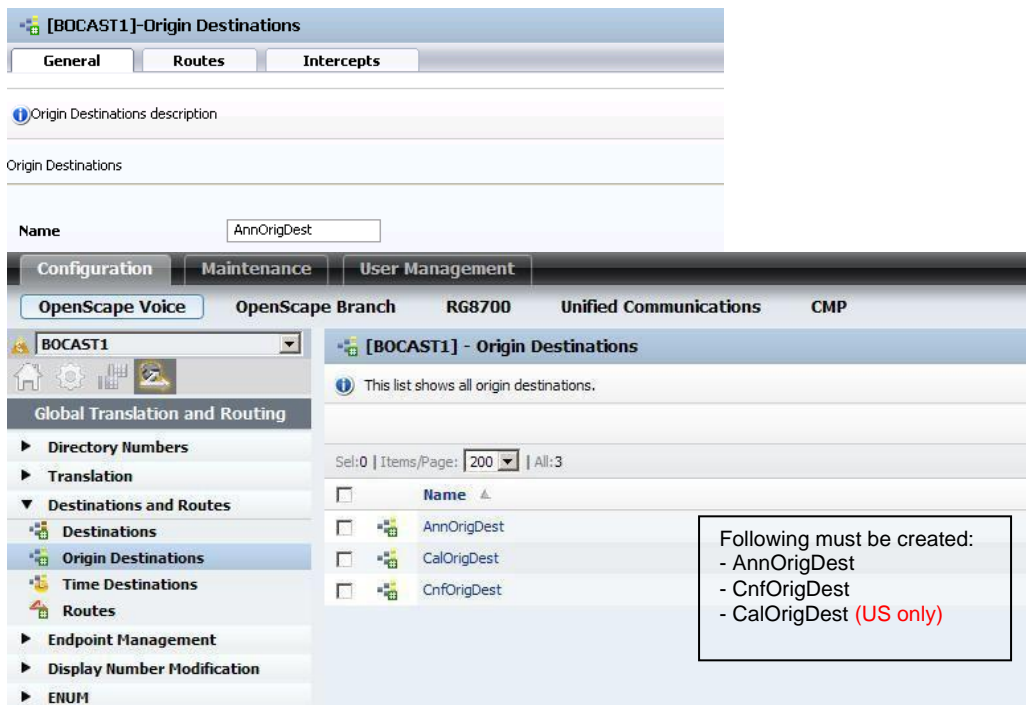 [BOCAST1]-Origin Destinations
General Routes Intercepts
Origin Destinations description
Origin Destinations
Name AnnOrigDest
Configuration Maintenance User Management
OpenScape Voice OpenScape Branch RG8700 Unified Communications CMP
BOCAST1
Global Translation and Routing
Directory Numbers
Translation
Destinations and Routes
Destinations
Origin Destinations
Time Destinations
Routes
Endpoint Management
Display Number Modification
ENUM
[BOCAST1] - Origin Destinations
This list shows all origin destinations.
Sel:0 | Items/Page: 200 | All:3
Name
AnnOrigDest
CalOrigDest
CnfOrigDest
Following must be created:
- AnnOrigDest
- CnfOrigDest
- CalOrigDest (US only)